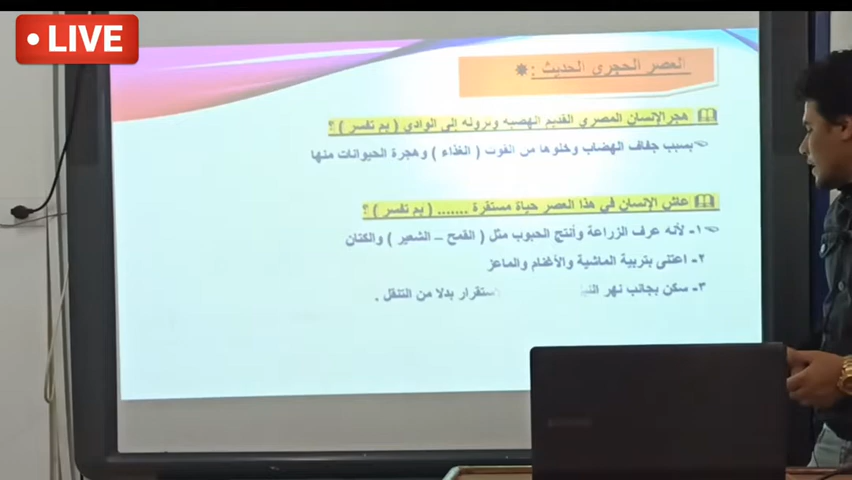 LIVE
العصر الحجري الحديث :
هجر الإنسان المصري القديم الهضبة ونزوله إلى الوادي ( بم تفسر ) ؟
بسبب جفاف الهضاب وخلوها من القوت ( الغذاء ) وهجرة الحيوانات منها
عاش الإنسان في هذا العصر حياة مستقرة ....... ( بم تفسر ) ؟
١- لأنه عرف الزراعة وأنتج الحبوب مثل ( القمح – الشعير ) والكتان
٢- اعتنى بتربية الماشية والأغنام والماعز
٣- سكن بجانب نهر بدلا من التنقل .